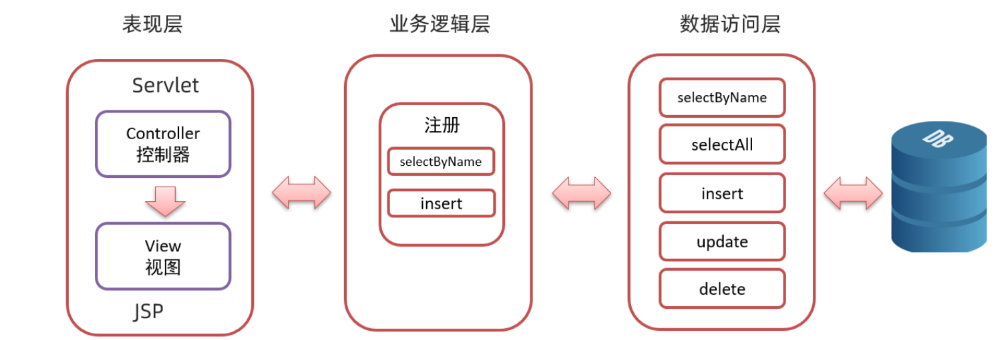 表现层
业务逻辑层
数据访问层
Servlet
Controller
控制器
View
视图
JSP
注册
selectByName
insert
selectByName
selectAll
insert
update
delete
DB